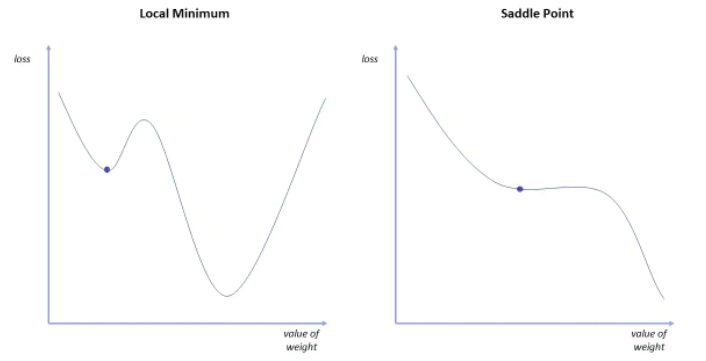 Local Minimum
loss
value of
weight
Saddle Point
loss
value of
weight